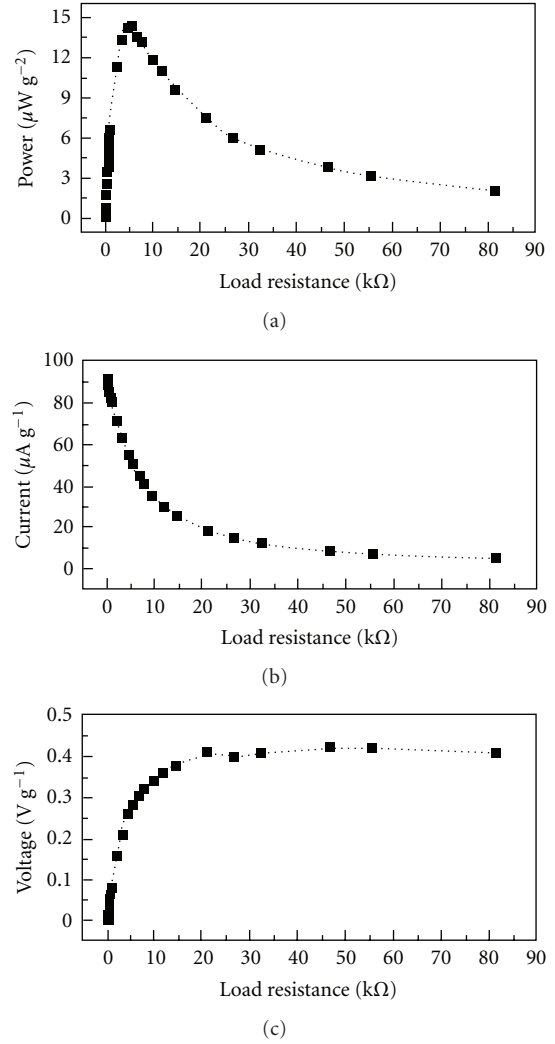 15
12
9
6
3
0
Power (μW g⁻²)
0 10 20 30 40 50 60 70 80 90
Load resistance (kΩ)
(a)
100
80
60
40
20
0
Current (μA g⁻¹)
0 10 20 30 40 50 60 70 80 90
Load resistance (kΩ)
(b)
0.5
0.4
0.3
0.2
0.1
0
Voltage (V g⁻¹)
0 10 20 30 40 50 60 70 80 90
Load resistance (kΩ)
(c)